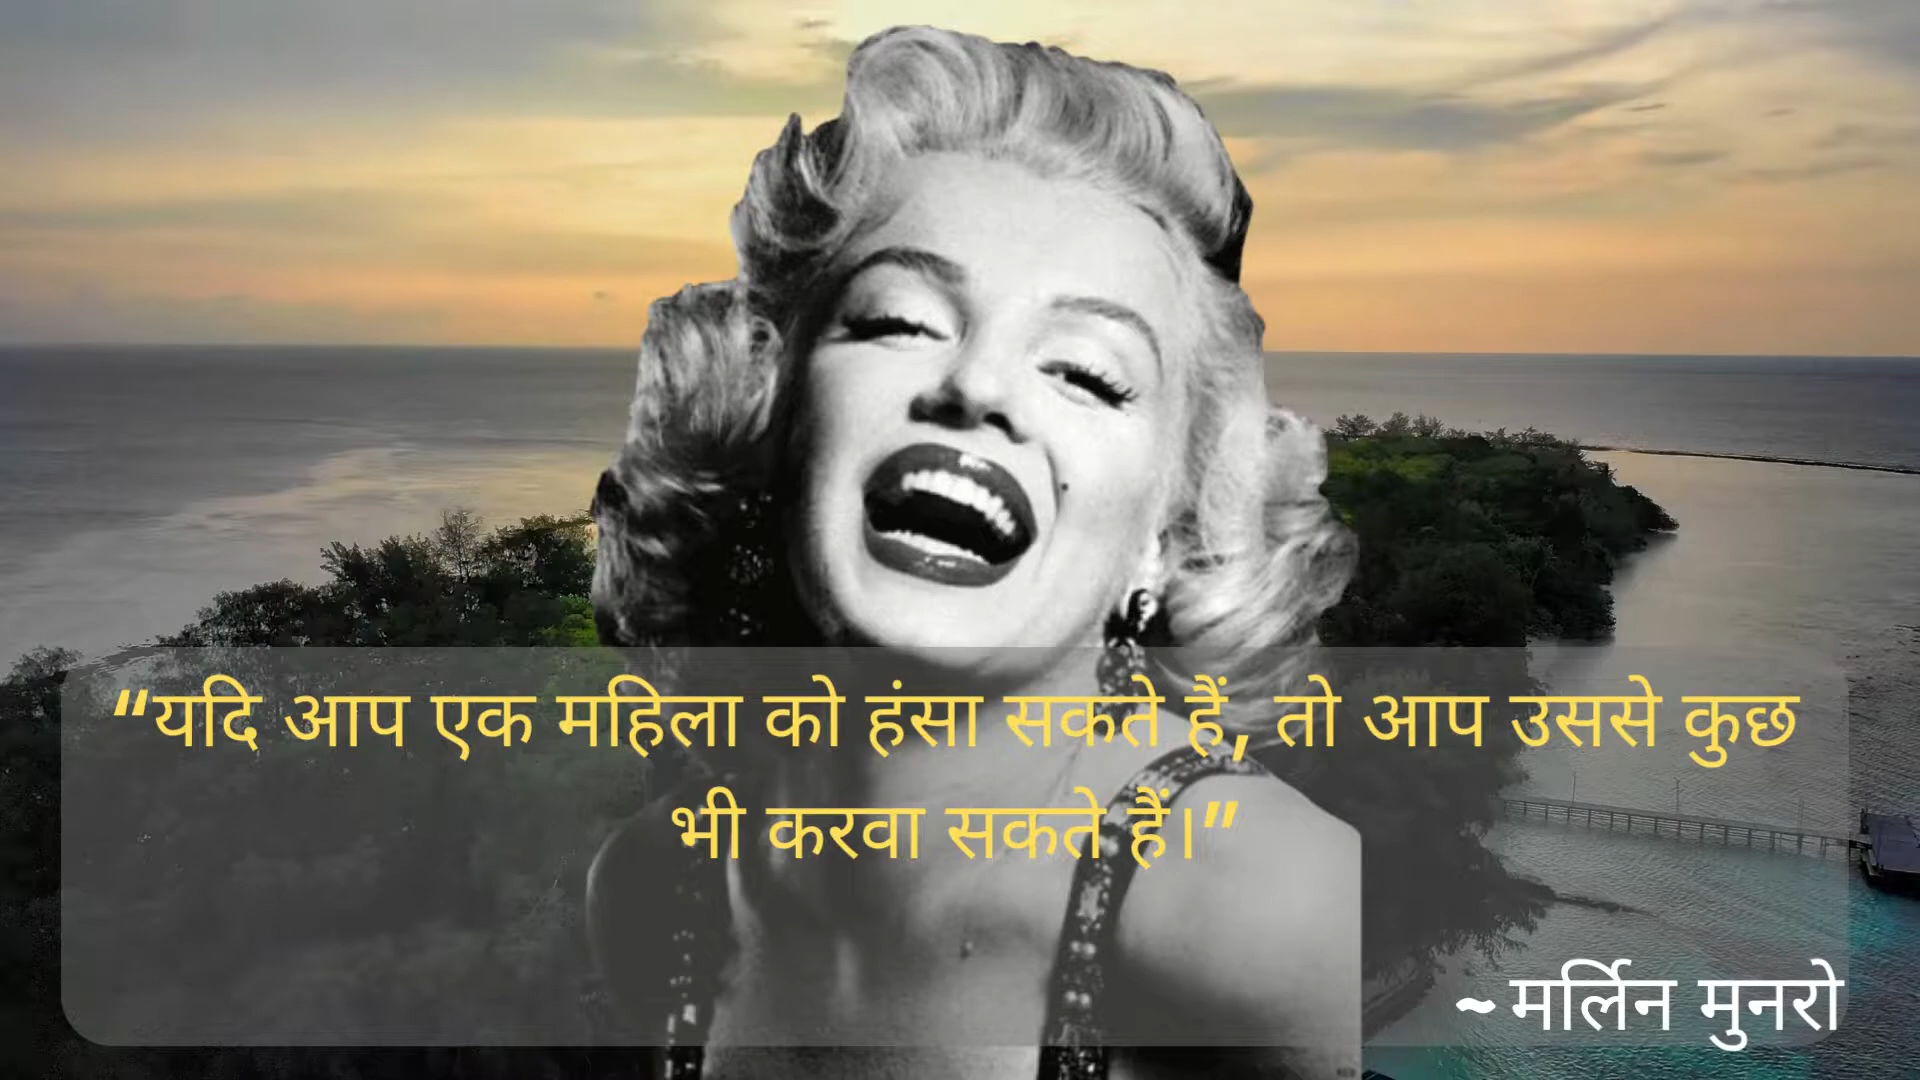 “यदि आप एक महिला को हंसा सकते हैं, तो आप उससे कुछ
भी करवा सकते हैं।”
~मर्लिन मुनरो